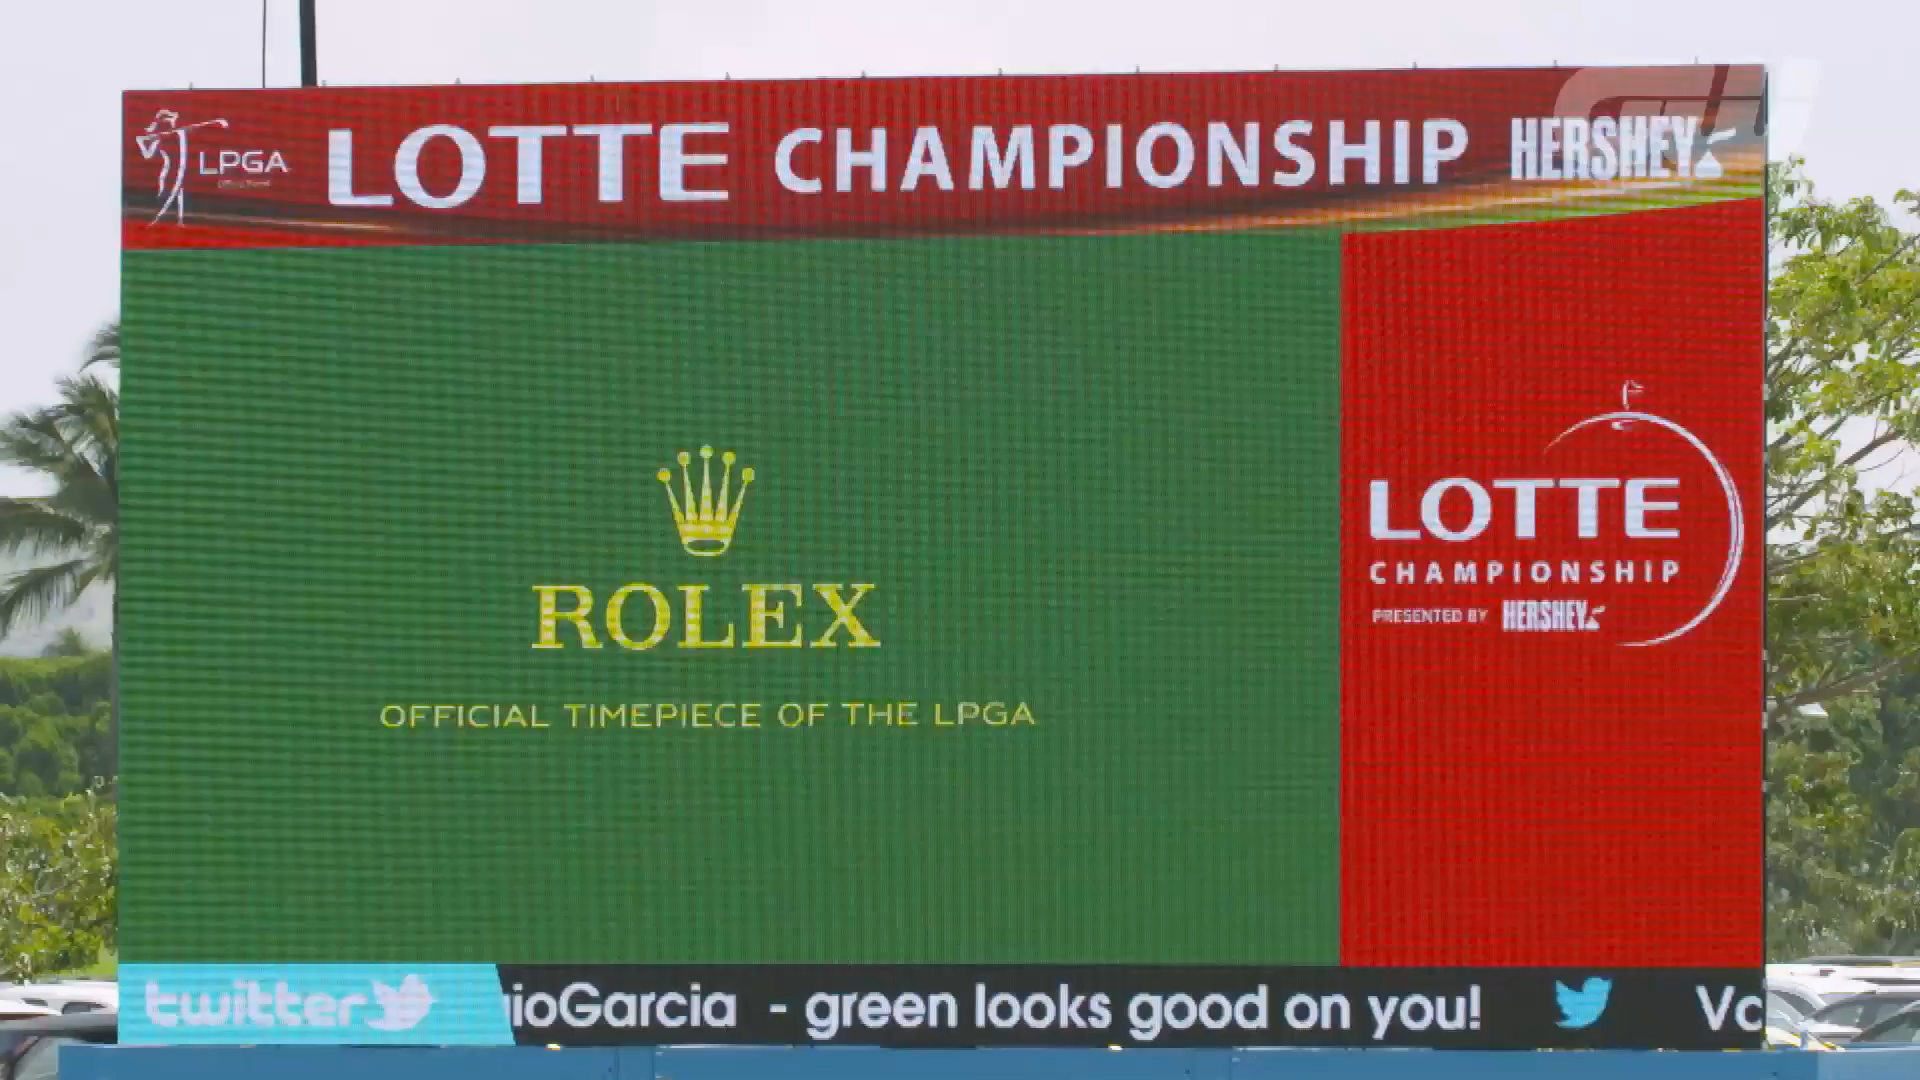 LPGA
LOTTE CHAMPIONSHIP
HERSHEY
ROLEX
OFFICIAL TIMEPIECE OF THE LPGA
LOTTE
CHAMPIONSHIP
PRESENTED BY HERSHEY
twitter ioGarcia - green looks good on you! Vc